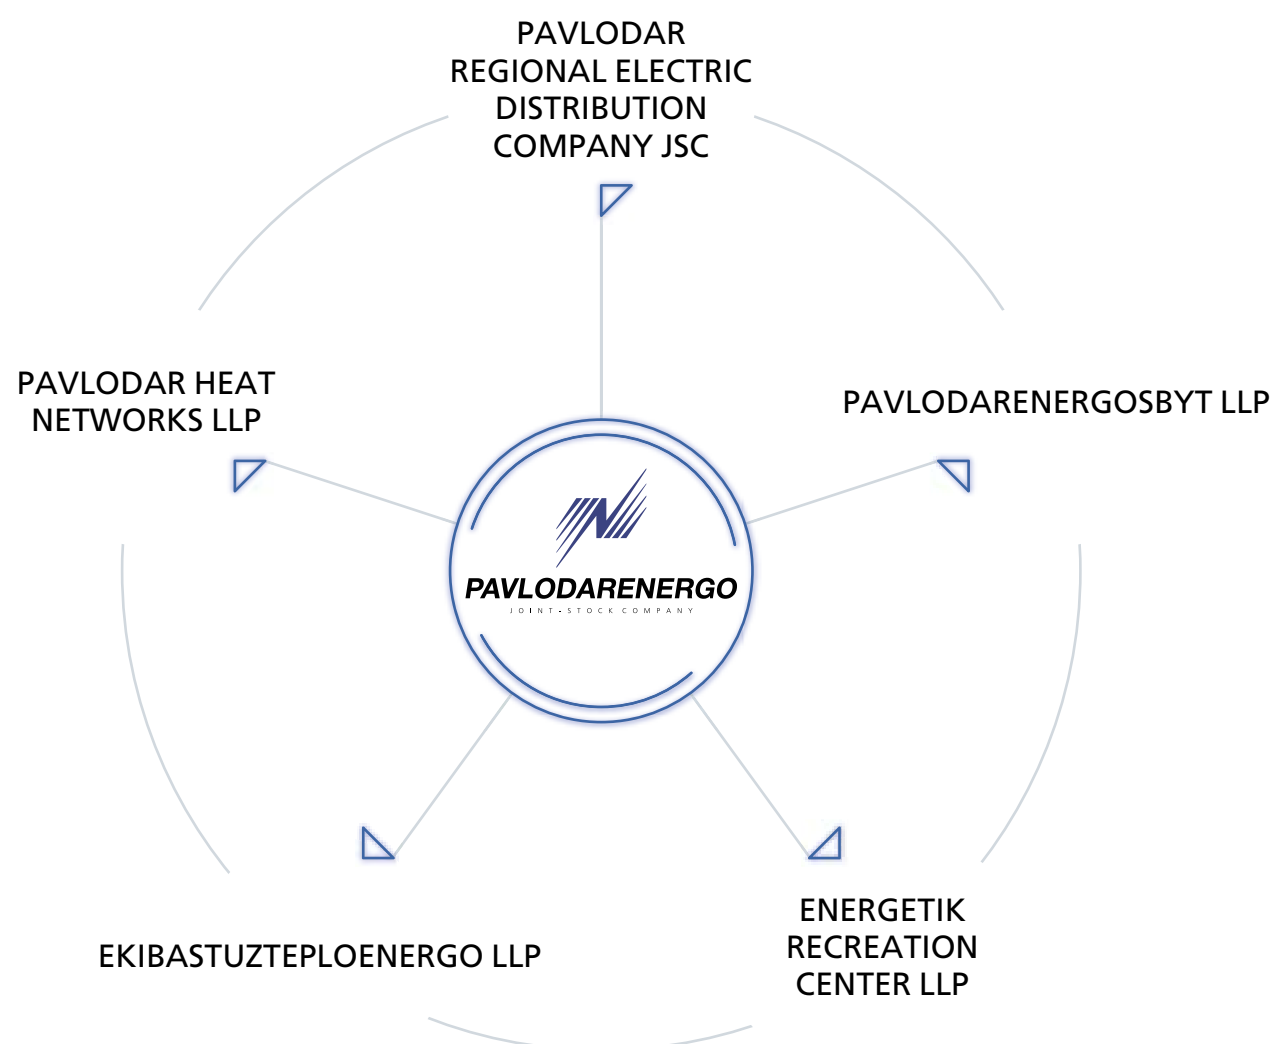 PAVLODAR
REGIONAL ELECTRIC
DISTRIBUTION
COMPANY JSC
PAVLODAR HEAT
NETWORKS LLP
PAVLODARENERGOSBYT LLP
PAVLODARENERGO
JOINT-STOCK COMPANY
EKIBASTUZTEPLOENERGO LLP
ENERGETIK
RECREATION
CENTER LLP